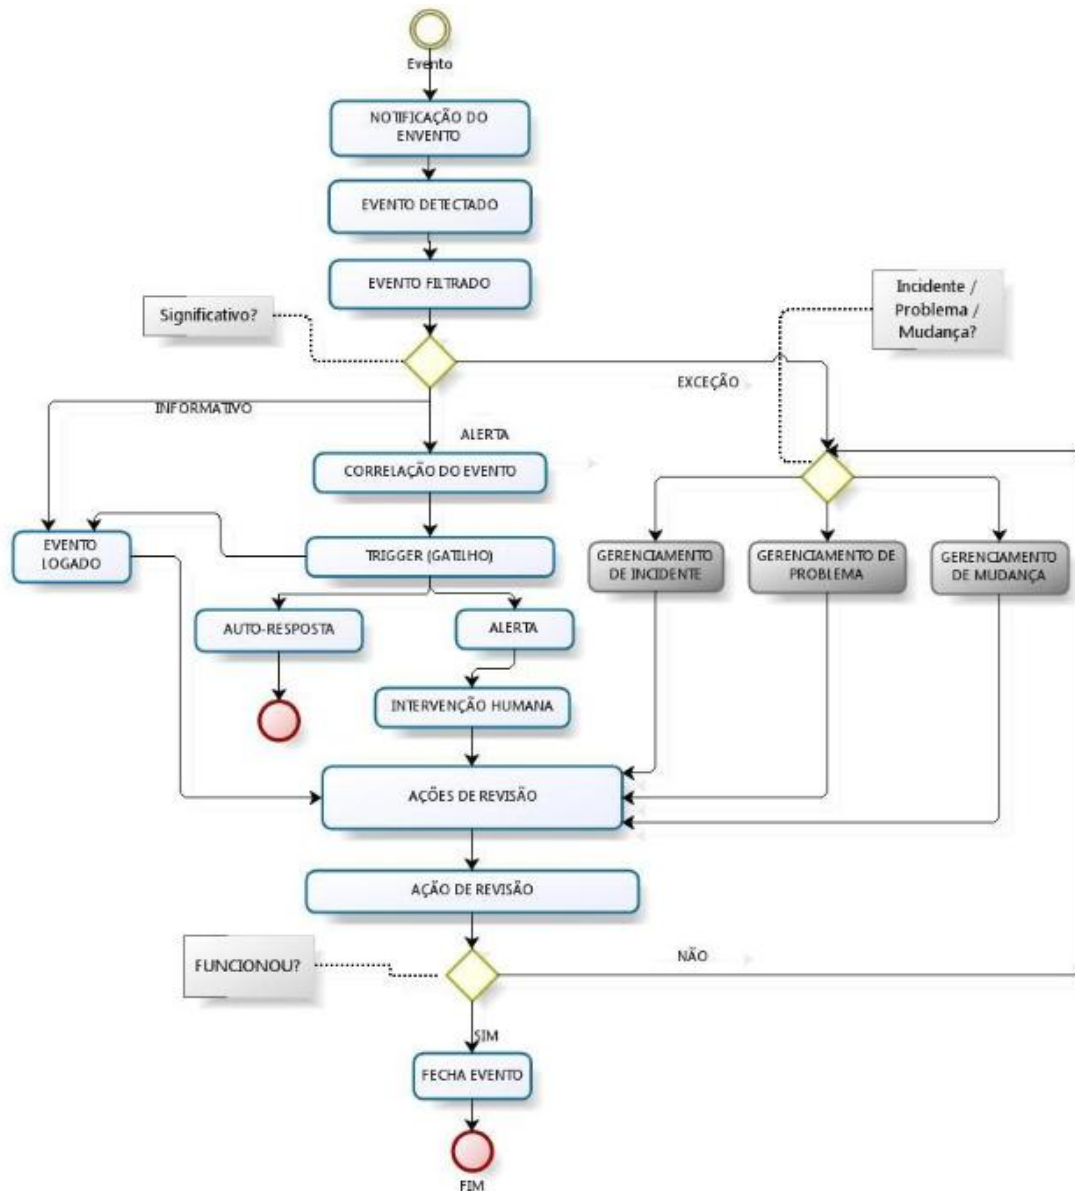 Evento
NOTIFICAÇÃO DO
ENVENTO
EVENTO DETECTADO
EVENTO FILTRADO
Significativo?
Incidente /
Problema /
Mudança?
EXCEÇÃO
INFORMATIVO
ALERTA
CORRELAÇÃO DO EVENTO
EVENTO
LOGADO
TRIGGER (GATILHO)
GERENCIAMENTO
DE INCIDENTE
GERENCIAMENTO DE
PROBLEMA
GERENCIAMENTO
DE MUDANÇA
AUTO-RESPOSTA
ALERTA
INTERVENÇÃO HUMANA
AÇÕES DE REVISÃO
AÇÃO DE REVISÃO
FUNCIONOU?
NÃO
SIM
FECHA EVENTO
FIM